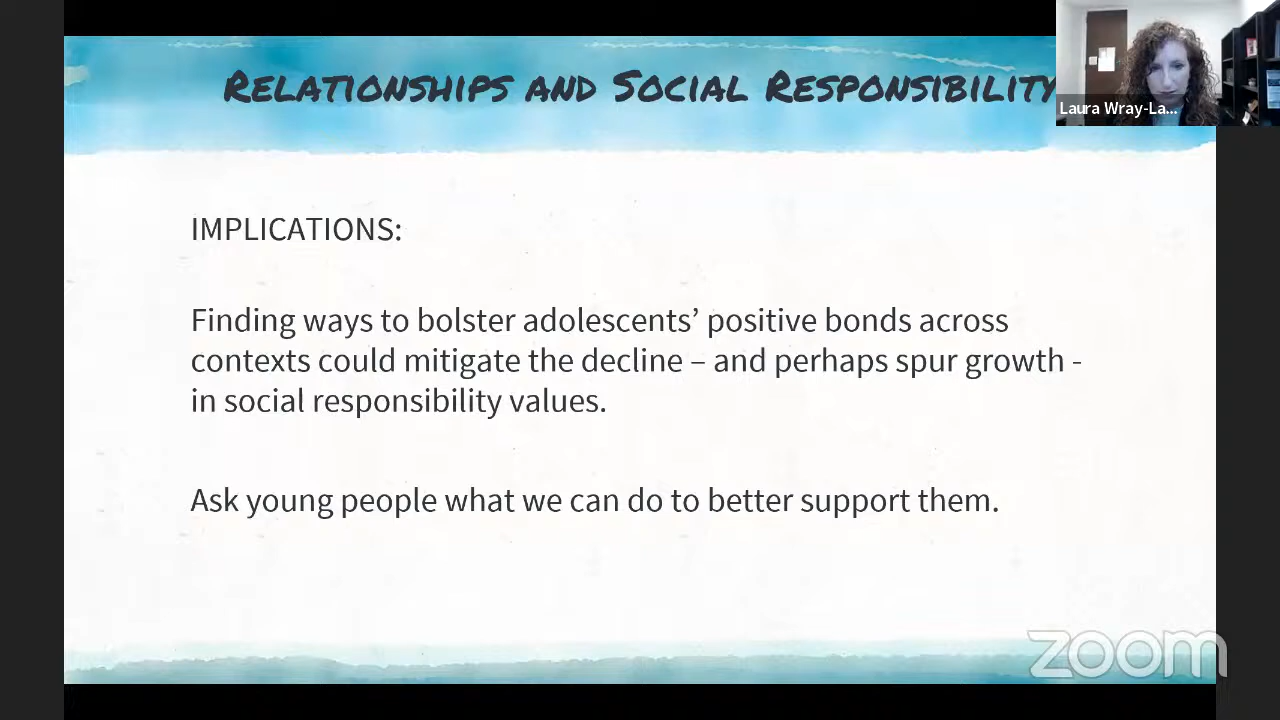 Relationships and Social Responsibility
Laura Wray-La...
IMPLICATIONS:
Finding ways to bolster adolescents’ positive bonds across
contexts could mitigate the decline – and perhaps spur growth -
in social responsibility values.
Ask young people what we can do to better support them.
zoom